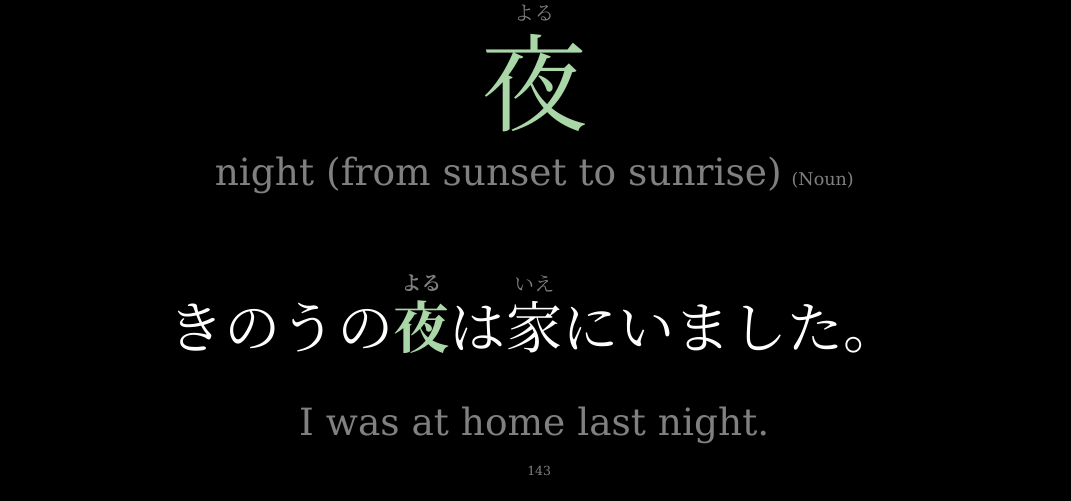 よる
夜
night (from sunset to sunrise) (Noun)
よる いえ
きのうの夜は家にいました。
I was at home last night.
143